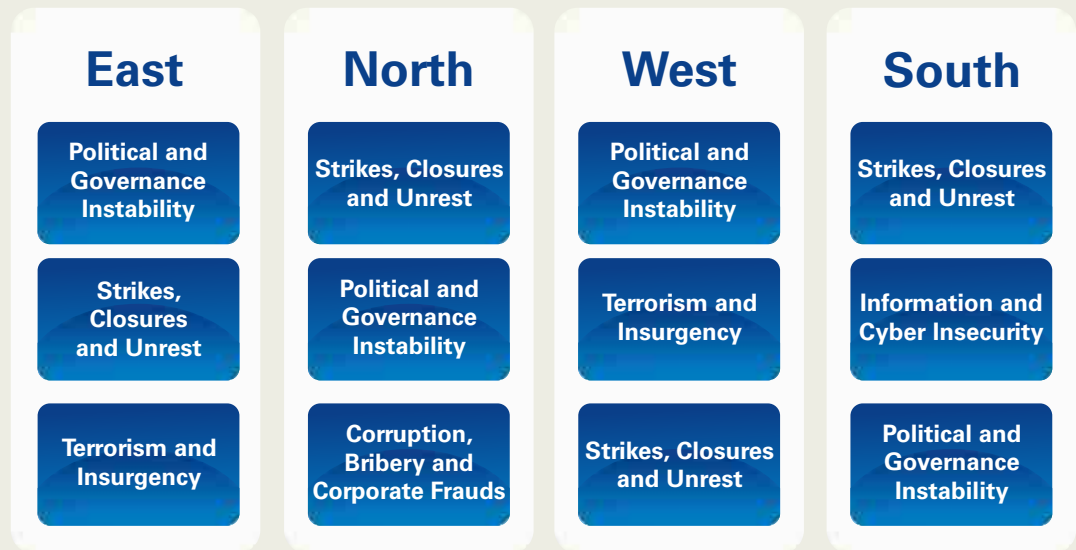 East
Political and
Governance
Instability
Strikes,
Closures
and Unrest
Terrorism and
Insurgency
North
Strikes, Closures
and Unrest
Political and
Governance
Instability
Corruption,
Bribery and
Corporate Frauds
West
Political and
Governance
Instability
Terrorism and
Insurgency
Strikes, Closures
and Unrest
South
Strikes, Closures
and Unrest
Information and
Cyber Insecurity
Political and
Governance
Instability